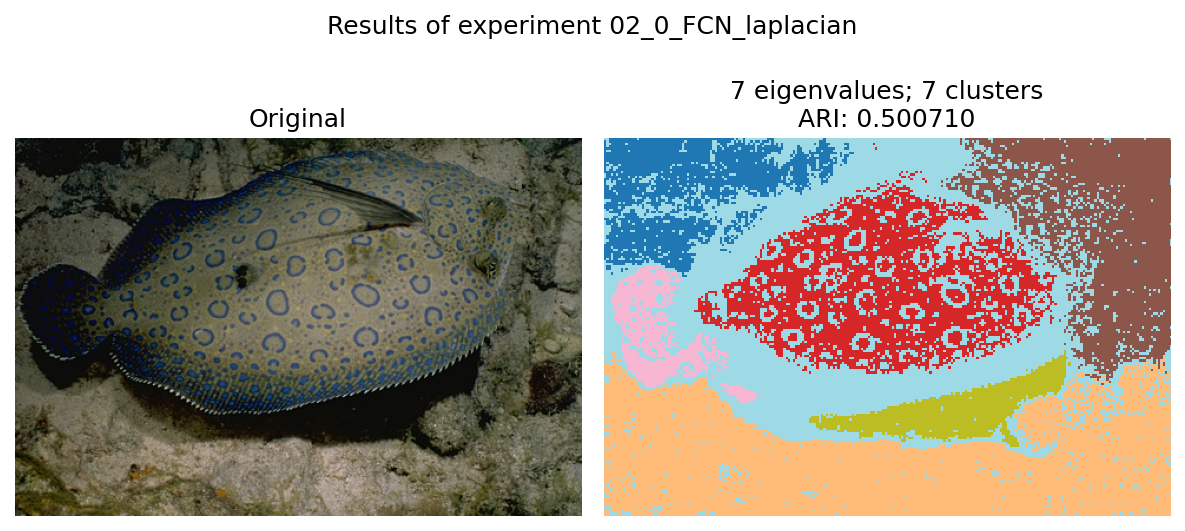 Results of experiment 02_0_FCN_laplacian
Original
7 eigenvalues; 7 clusters
ARI: 0.500710